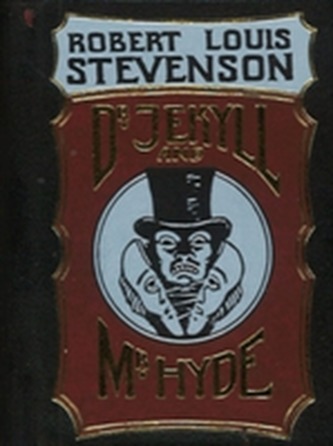 ROBERT LOUIS
STEVENSON
DR JEKYLL
AND
MR HYDE